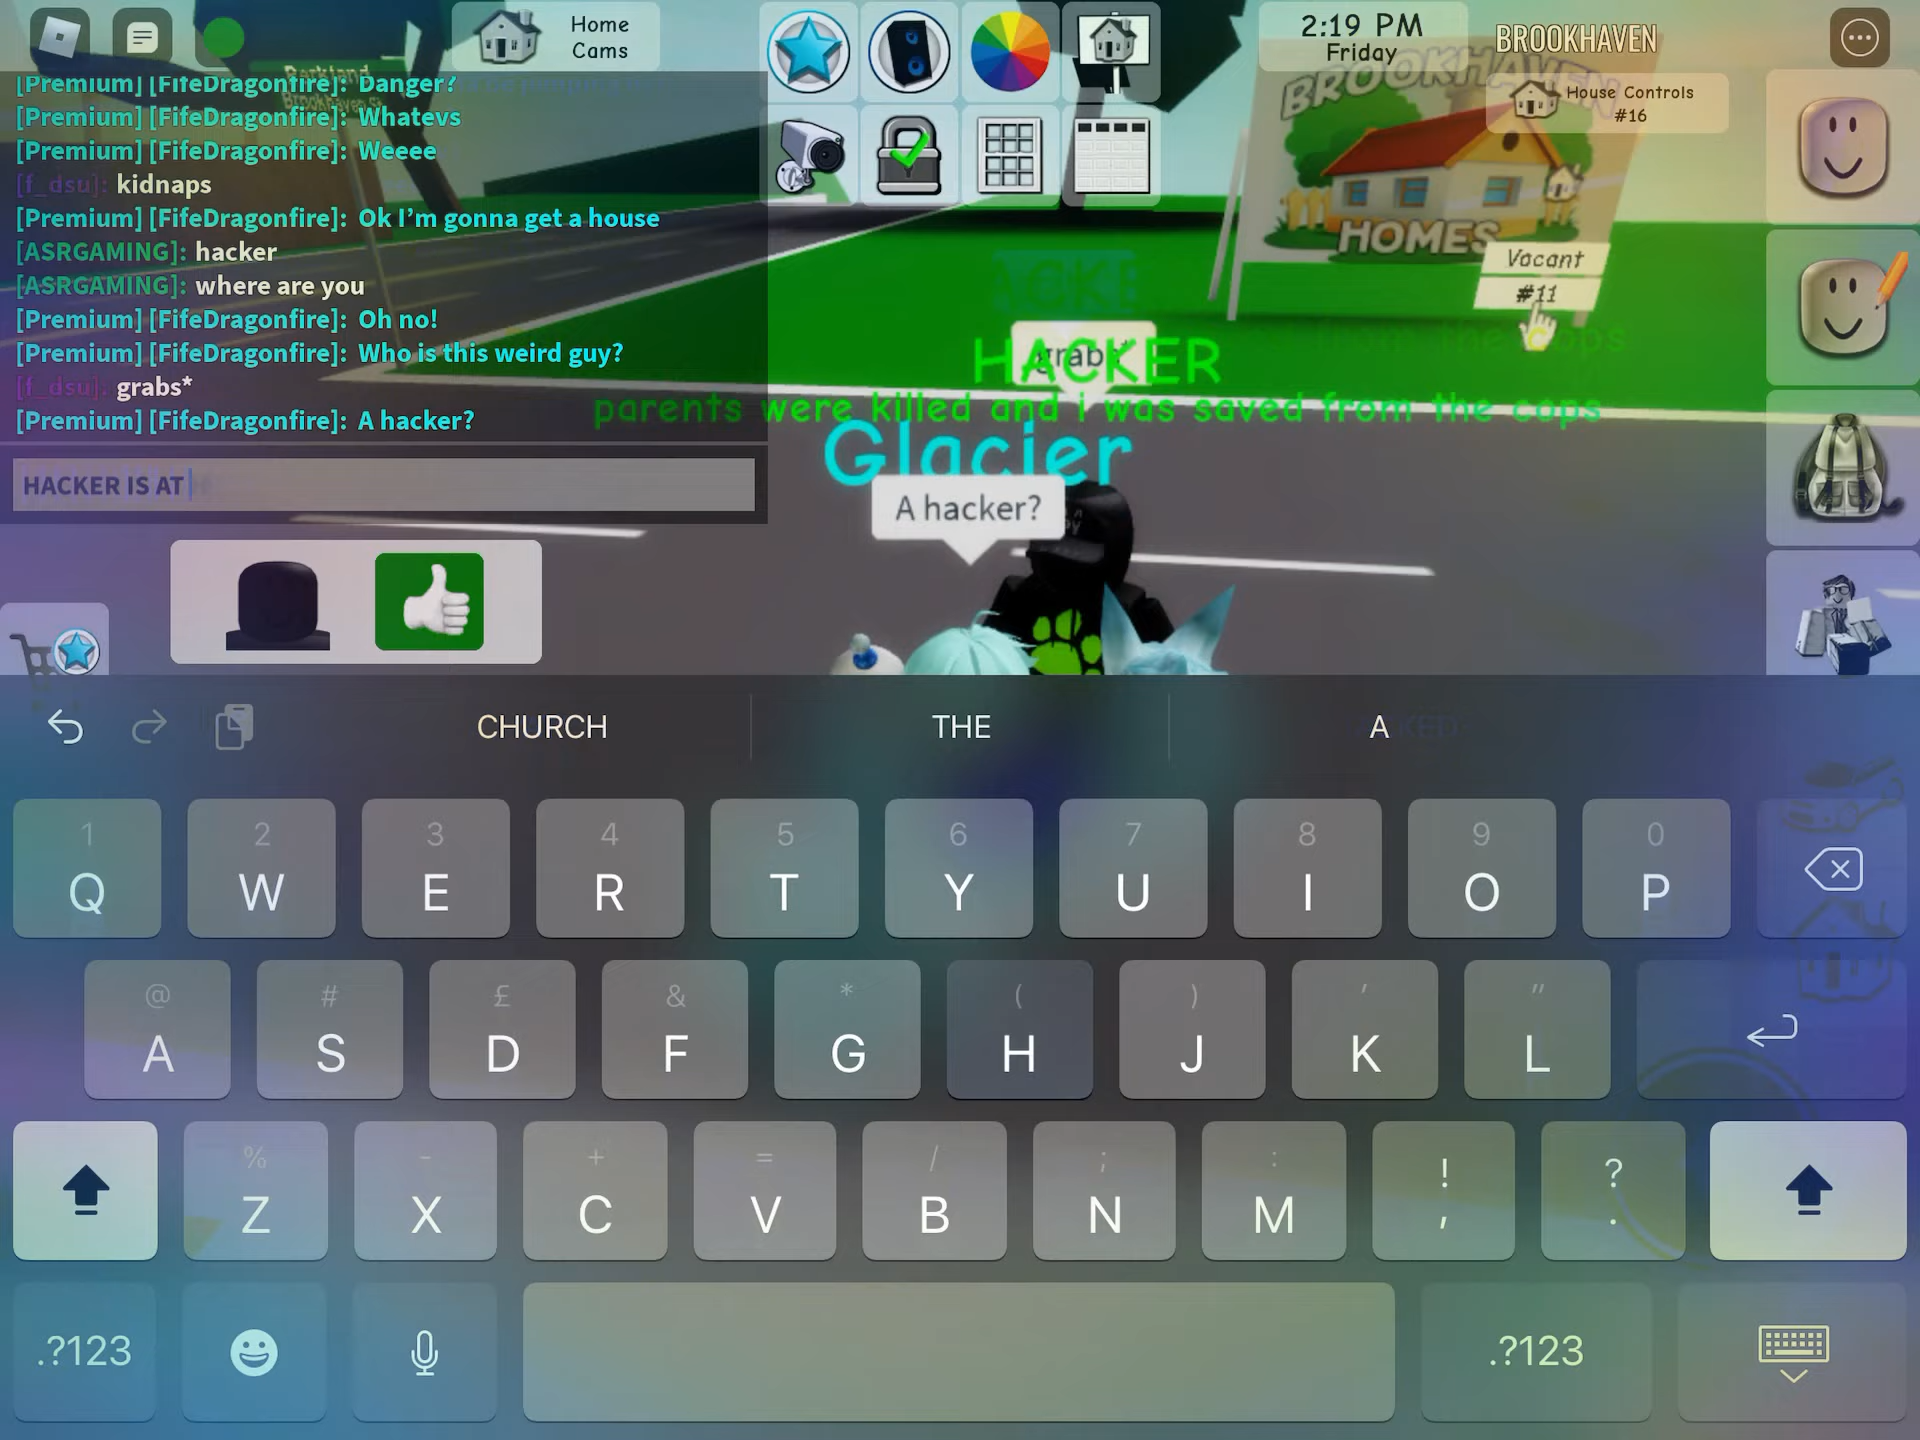 Home
Cams
2:19 PM
Friday
BROOKHAVEN
House Controls
#16
BROOKHAVEN
HOMES
Vacant
#11
[Premium] [FifeDragonfire]: Danger?
[Premium] [FifeDragonfire]: Whatevs
[Premium] [FifeDragonfire]: Weeee
[f_dsu]: kidnaps
[Premium] [FifeDragonfire]: Ok I'm gonna get a house
[ASRGAMING]: hacker
[ASRGAMING]: where are you
[Premium] [FifeDragonfire]: Oh no!
[Premium] [FifeDragonfire]: Who is this weird guy?
[f_dsu]: grabs*
[Premium] [FifeDragonfire]: A hacker?
HACKER IS AT
grabs*
HACKER
parents were killed and i was saved from the cops
Glacier
A hacker?
CHURCH THE A
1 2 3 4 5 6 7 8 9 0
Q W E R T Y U I O P
@ # £ & * ( ) ' "
A S D F G H J K L
% - + = / ; : ! ?
Z X C V B N M , .
.?123 .?123